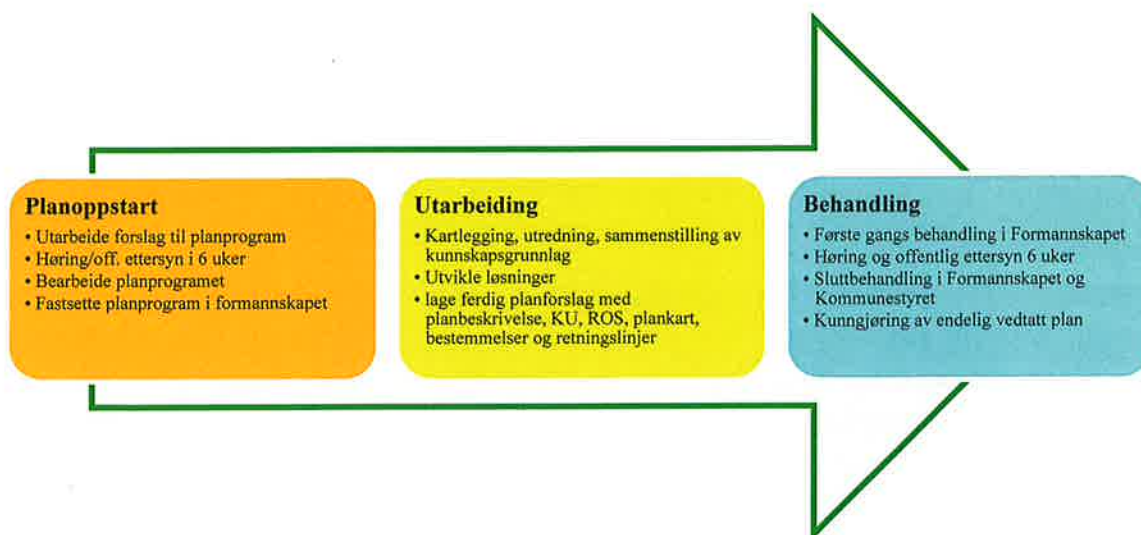 Planoppstart
• Utarbeide forslag til planprogram
• Høring/off. ettersyn i 6 uker
• Bearbeide planprogramet
• Fastsette planprogram i formannskapet
Utarbeiding
• Kartlegging, utredning, sammenstilling av
kunnskapsgrunnlag
• Utvikle løsninger
• lage ferdig planforslag med
planbeskrivelse, KU, ROS, plankart,
bestemmelser og retningslinjer
Behandling
• Første gangs behandling i Formannskapet
• Høring og offentlig ettersyn 6 uker
• Sluttbehandling i Formannskapet og
Kommunestyret
• Kunngjøring av endelig vedtatt plan